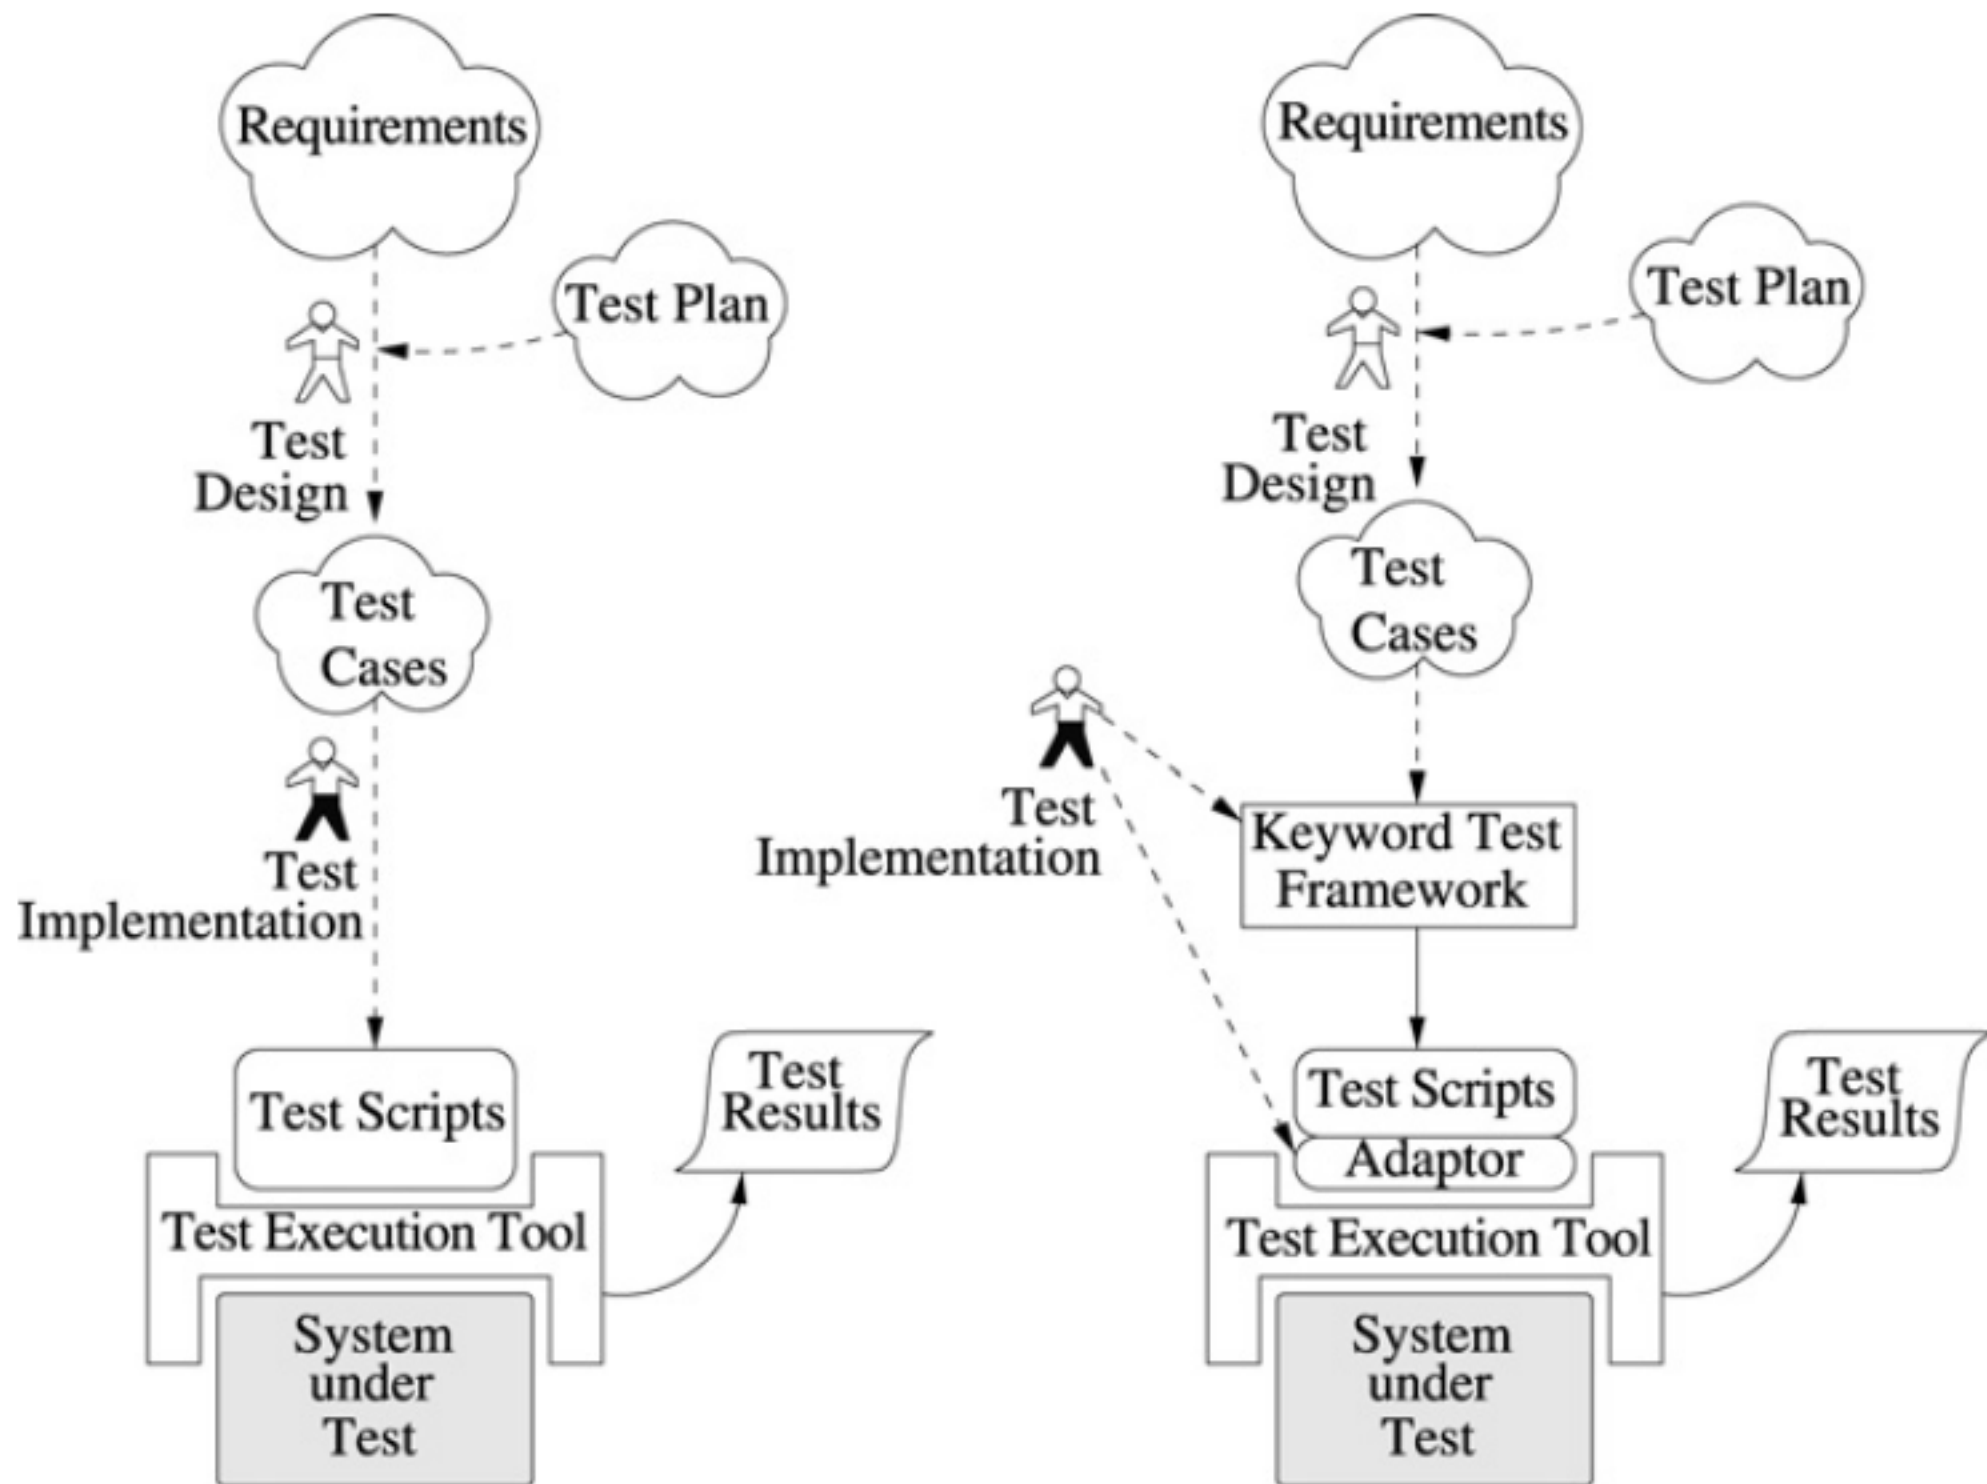 Requirements
Test Plan
Test
Design
Test
Cases
Test
Implementation
Test Scripts
Test
Results
Test Execution Tool
System
under
Test
Requirements
Test Plan
Test
Design
Test
Cases
Test
Implementation
Keyword Test
Framework
Test Scripts
Adaptor
Test
Results
Test Execution Tool
System
under
Test